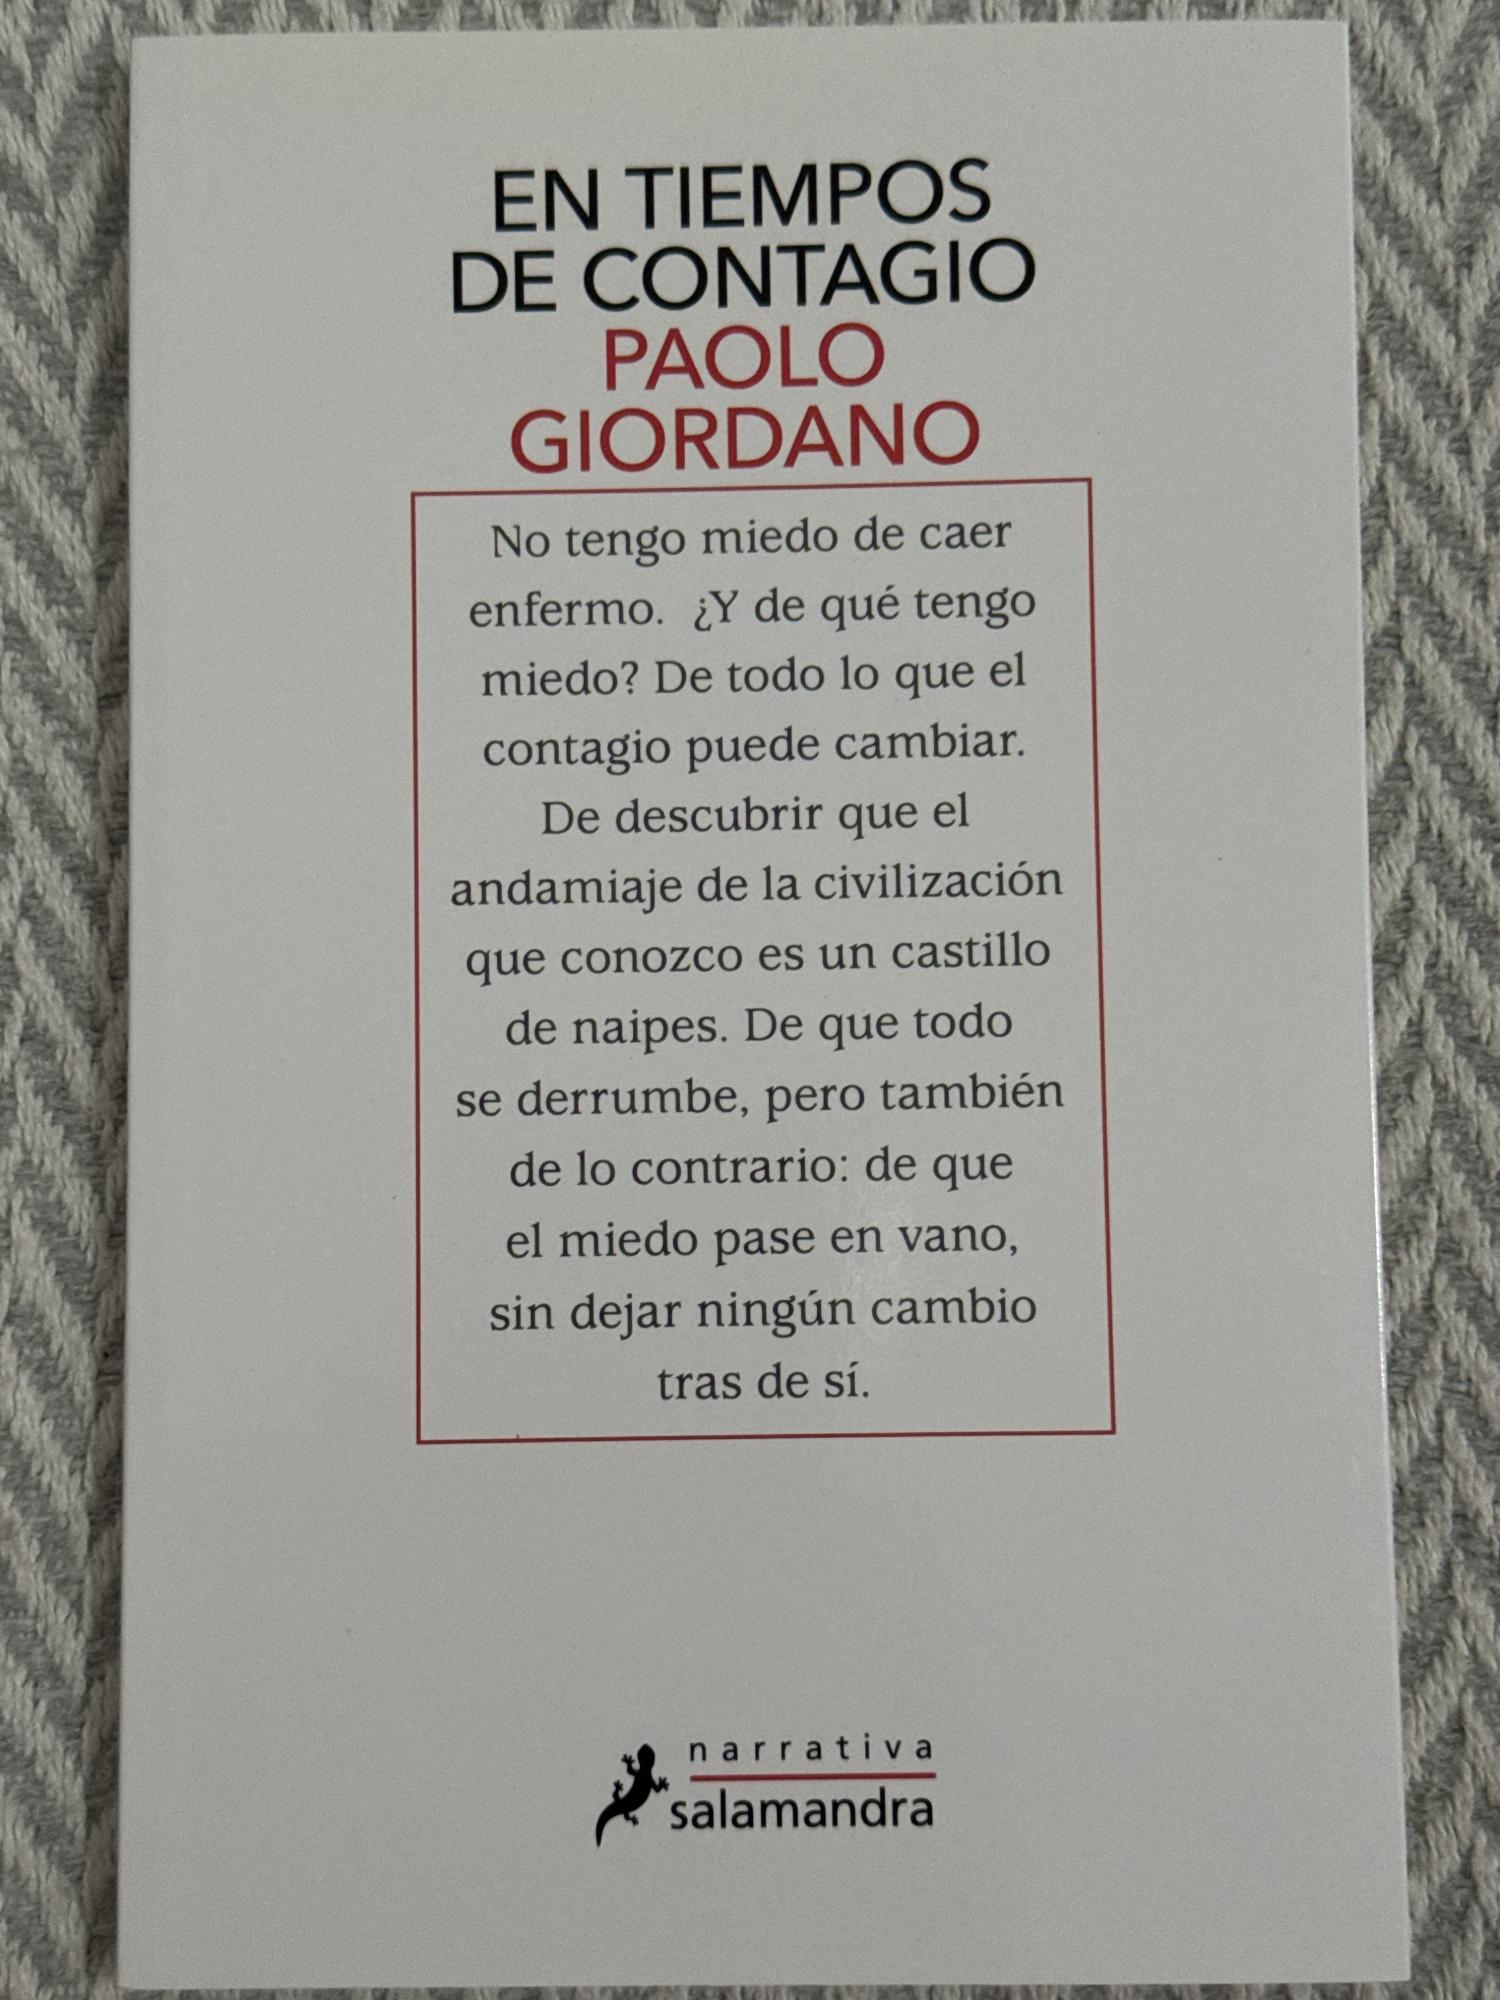 EN TIEMPOS
DE CONTAGIO
PAOLO
GIORDANO
No tengo miedo de caer
enfermo. ¿Y de qué tengo
miedo? De todo lo que el
contagio puede cambiar.
De descubrir que el
andamiaje de la civilización
que conozco es un castillo
de naipes. De que todo
se derrumbe, pero también
de lo contrario: de que
el miedo pase en vano,
sin dejar ningún cambio
tras de sí.
narrativa
salamandra